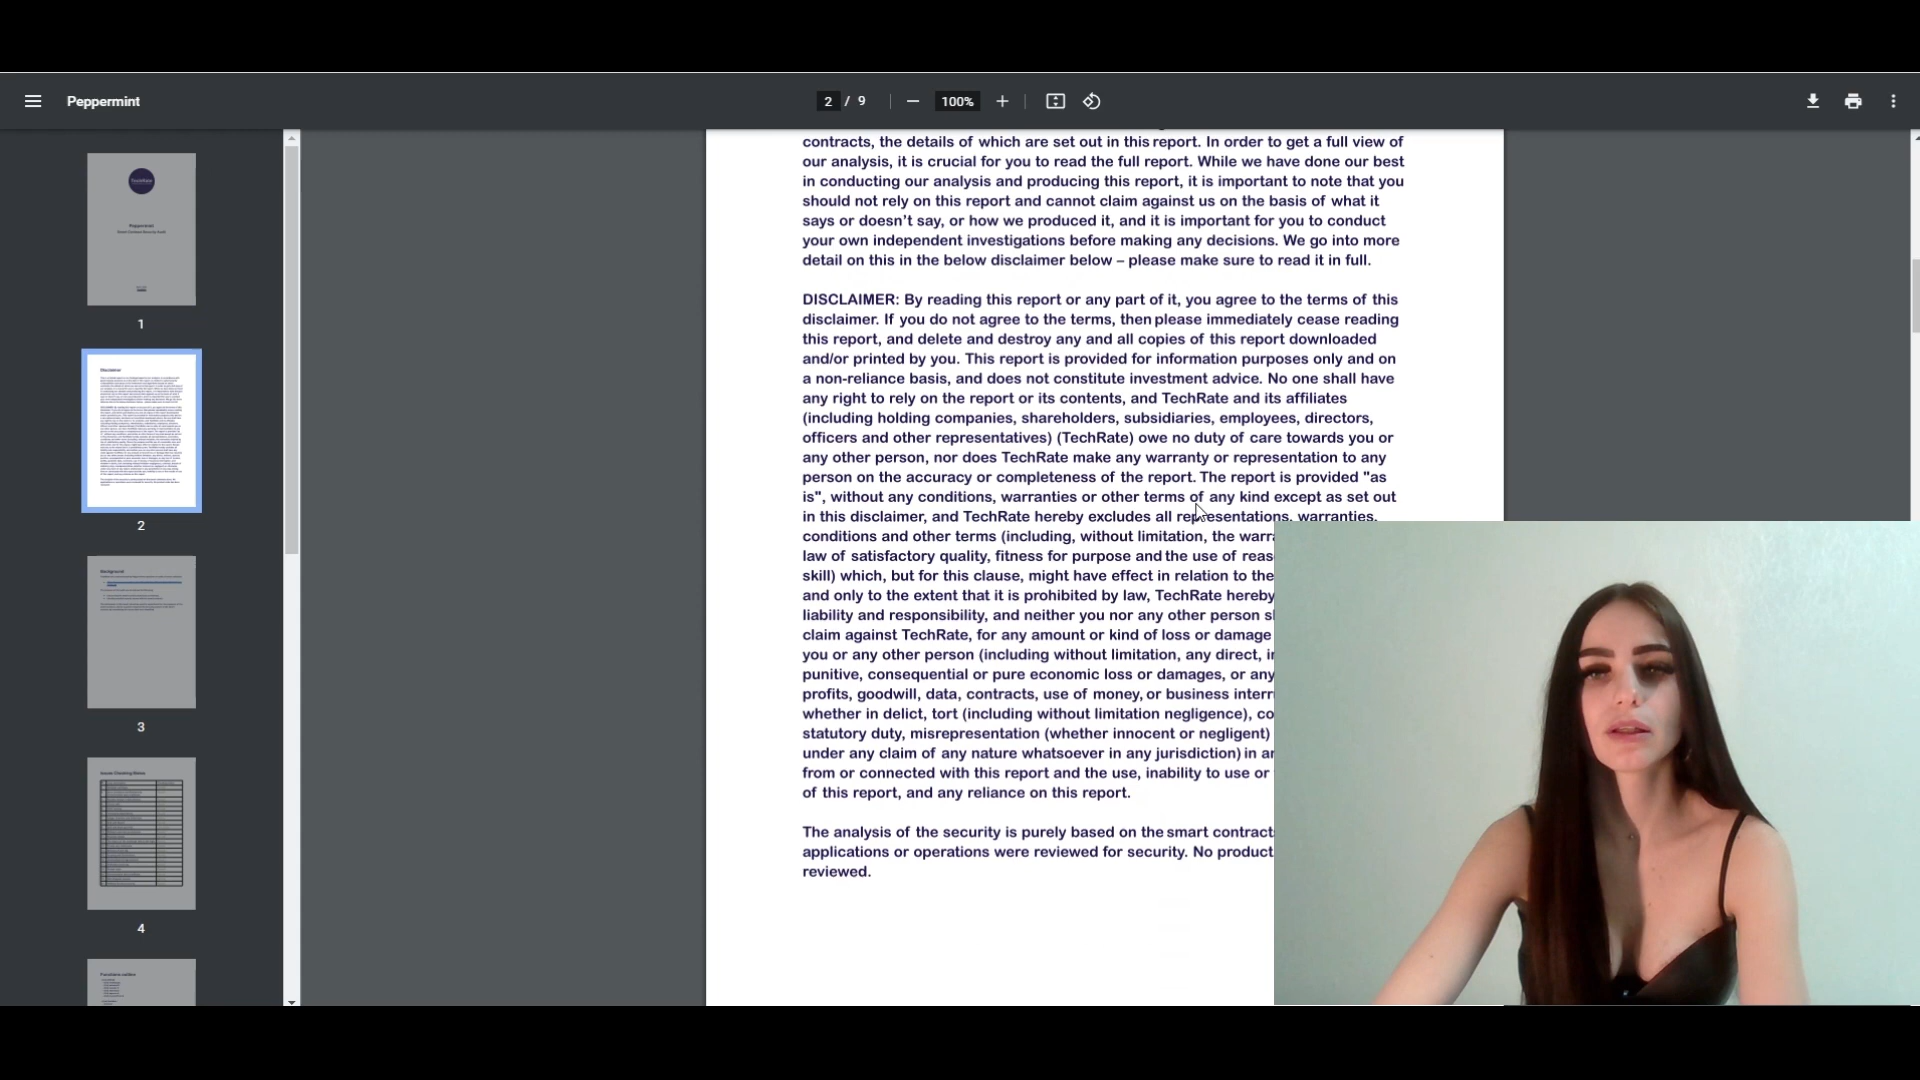 Peppermint
2 / 9
100%
contracts, the details of which are set out in this report. In order to get a full view of
our analysis, it is crucial for you to read the full report. While we have done our best
in conducting our analysis and producing this report, it is important to note that you
should not rely on this report and cannot claim against us on the basis of what it
says or doesn’t say, or how we produced it, and it is important for you to conduct
your own independent investigations before making any decisions. We go into more
detail on this in the below disclaimer below – please make sure to read it in full.
DISCLAIMER: By reading this report or any part of it, you agree to the terms of this
disclaimer. If you do not agree to the terms, then please immediately cease reading
this report, and delete and destroy any and all copies of this report downloaded
and/or printed by you. This report is provided for information purposes only and on
a non-reliance basis, and does not constitute investment advice. No one shall have
any right to rely on the report or its contents, and TechRate and its affiliates
(including holding companies, shareholders, subsidiaries, employees, directors,
officers and other representatives) (TechRate) owe no duty of care towards you or
any other person, nor does TechRate make any warranty or representation to any
person on the accuracy or completeness of the report. The report is provided "as
is", without any conditions, warranties or other terms of any kind except as set out
in this disclaimer, and TechRate hereby excludes all representations, warranties,
conditions and other terms (including, without limitation, the
law of satisfactory quality, fitness for purpose and the use of
skill) which, but for this clause, might have effect in relation to the
and only to the extent that it is prohibited by law, TechRate hereby
liability and responsibility, and neither you nor any other person
claim against TechRate, for any amount or kind of loss or damage
you or any other person (including without limitation, any direct,
punitive, consequential or pure economic loss or damages, or any
profits, goodwill, data, contracts, use of money, or business
whether in delict, tort (including without limitation negligence),
statutory duty, misrepresentation (whether innocent or negligent)
under any claim of any nature whatsoever in any jurisdiction) in
from or connected with this report and the use, inability to use or
of this report, and any reliance on this report.
The analysis of the security is purely based on the smart
applications or operations were reviewed for security. No product
reviewed.
Peppermint
1
Disclaimer
2
Background
3
4